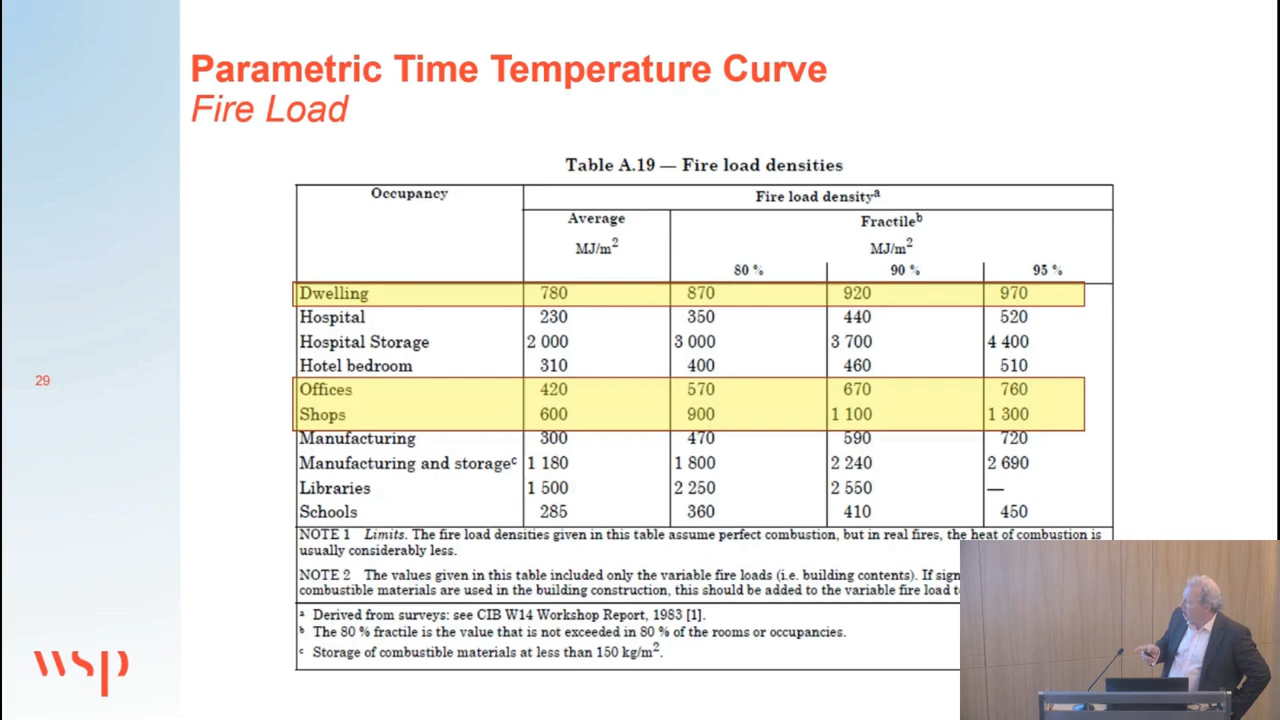 Parametric Time Temperature Curve
Fire Load
Table A.19 — Fire load densities
Occupancy
Fire load densityᵃ
Average
Fractileᵇ
MJ/m²
MJ/m²
80 %
90 %
95 %
Dwelling 780 870 920 970
Hospital 230 350 440 520
Hospital Storage 2 000 3 000 3 700 4 400
Hotel bedroom 310 400 460 510
29
Offices 420 570 670 760
Shops 600 900 1 100 1 300
Manufacturing 300 470 590 720
Manufacturing and storageᶜ 1 180 1 800 2 240 2 690
Libraries 1 500 2 250 2 550 —
Schools 285 360 410 450
NOTE 1 Limits. The fire load densities given in this table assume perfect combustion, but in real fires, the heat of combustion is
usually considerably less.
NOTE 2 The values given in this table included only the variable fire loads (i.e. building contents). If
combustible materials are used in the building construction, this should be added to the variable fire load
ᵃ Derived from surveys: see CIB W14 Workshop Report, 1983 [1].
ᵇ The 80 % fractile is the value that is not exceeded in 80 % of the rooms or occupancies.
ᶜ Storage of combustible materials at less than 150 kg/m².
wsp